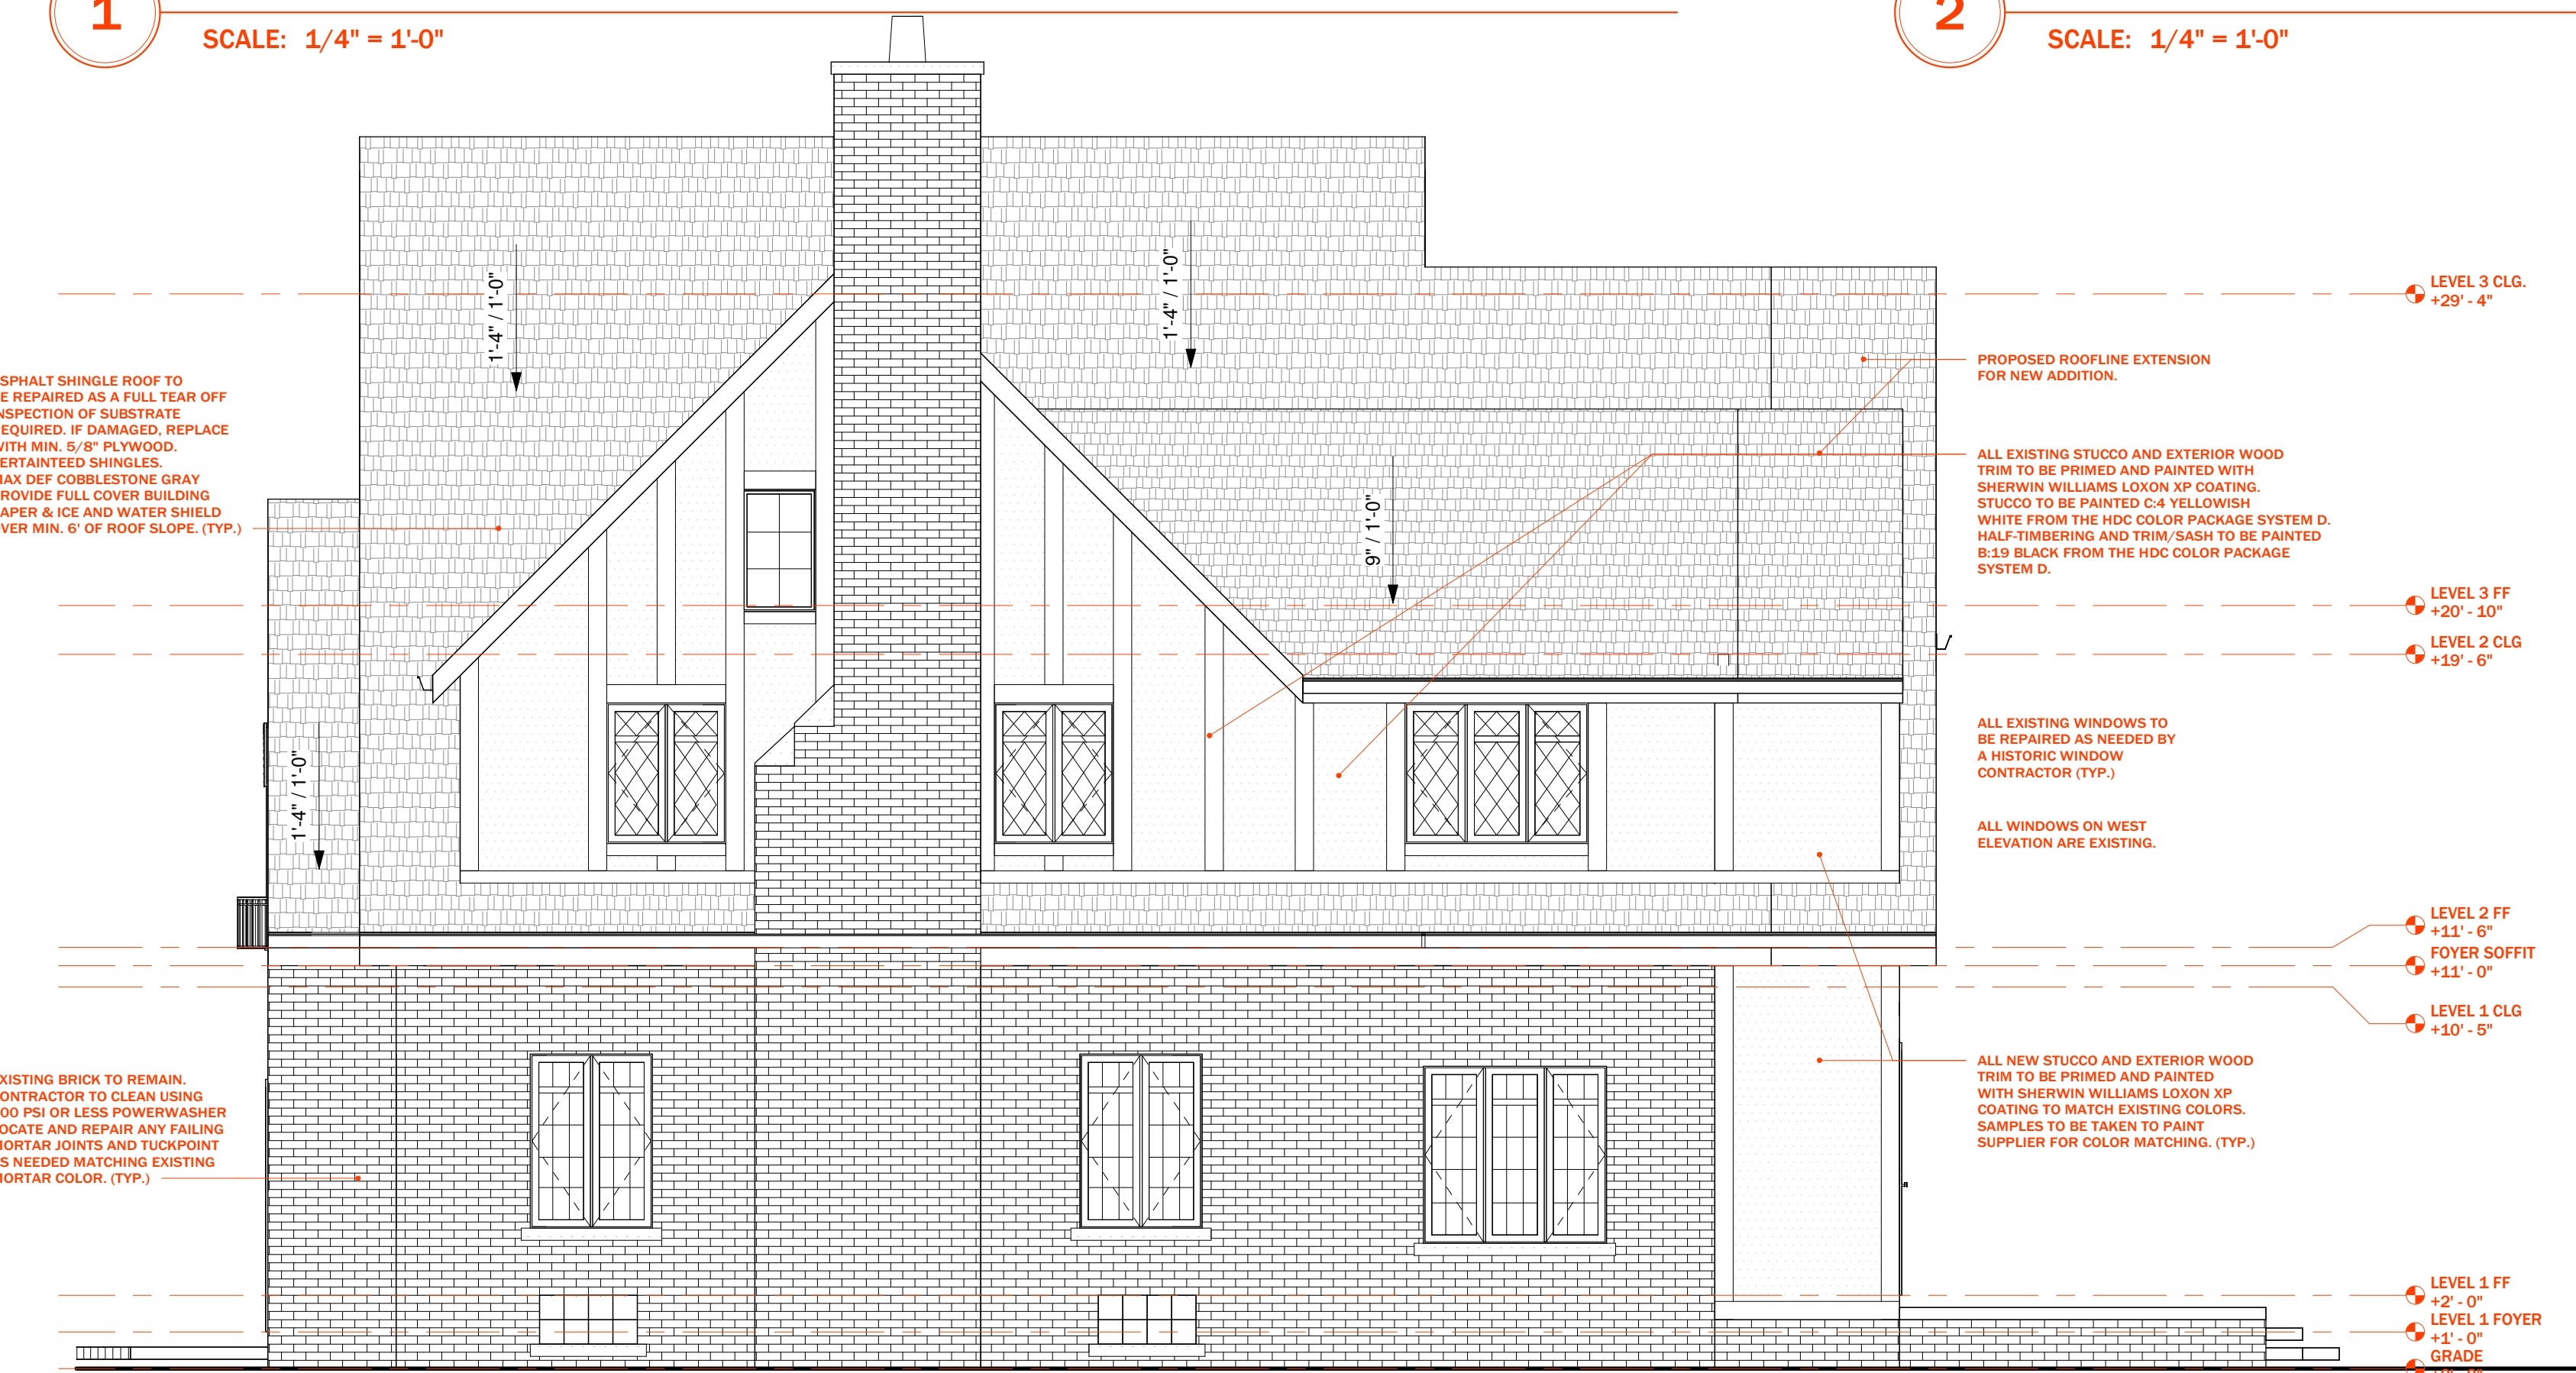 1
SCALE: 1/4" = 1'-0"
2
SCALE: 1/4" = 1'-0"
1'-4" / 1'-0"
1'-4" / 1'-0"
9" / 1'-0"
1'-4" / 1'-0"
SPHALT SHINGLE ROOF TO
E REPAIRED AS A FULL TEAR OFF
NSPECTION OF SUBSTRATE
EQUIRED. IF DAMAGED, REPLACE
WITH MIN. 5/8" PLYWOOD.
ERTAINTEED SHINGLES.
MAX DEF COBBLESTONE GRAY
ROVIDE FULL COVER BUILDING
APER & ICE AND WATER SHIELD
VER MIN. 6' OF ROOF SLOPE. (TYP.)
XISTING BRICK TO REMAIN.
ONTRACTOR TO CLEAN USING
00 PSI OR LESS POWERWASHER
OCATE AND REPAIR ANY FAILING
MORTAR JOINTS AND TUCKPOINT
S NEEDED MATCHING EXISTING
MORTAR COLOR. (TYP.)
PROPOSED ROOFLINE EXTENSION
FOR NEW ADDITION.
ALL EXISTING STUCCO AND EXTERIOR WOOD
TRIM TO BE PRIMED AND PAINTED WITH
SHERWIN WILLIAMS LOXON XP COATING.
STUCCO TO BE PAINTED C:4 YELLOWISH
WHITE FROM THE HDC COLOR PACKAGE SYSTEM D.
HALF-TIMBERING AND TRIM/SASH TO BE PAINTED
B:19 BLACK FROM THE HDC COLOR PACKAGE
SYSTEM D.
ALL EXISTING WINDOWS TO
BE REPAIRED AS NEEDED BY
A HISTORIC WINDOW
CONTRACTOR (TYP.)
ALL WINDOWS ON WEST
ELEVATION ARE EXISTING.
ALL NEW STUCCO AND EXTERIOR WOOD
TRIM TO BE PRIMED AND PAINTED
WITH SHERWIN WILLIAMS LOXON XP
COATING TO MATCH EXISTING COLORS.
SAMPLES TO BE TAKEN TO PAINT
SUPPLIER FOR COLOR MATCHING. (TYP.)
LEVEL 3 CLG.
+29' - 4"
LEVEL 3 FF
+20' - 10"
LEVEL 2 CLG
+19' - 6"
LEVEL 2 FF
+11' - 6"
FOYER SOFFIT
+11' - 0"
LEVEL 1 CLG
+10' - 5"
LEVEL 1 FF
+2' - 0"
LEVEL 1 FOYER
+1' - 0"
GRADE